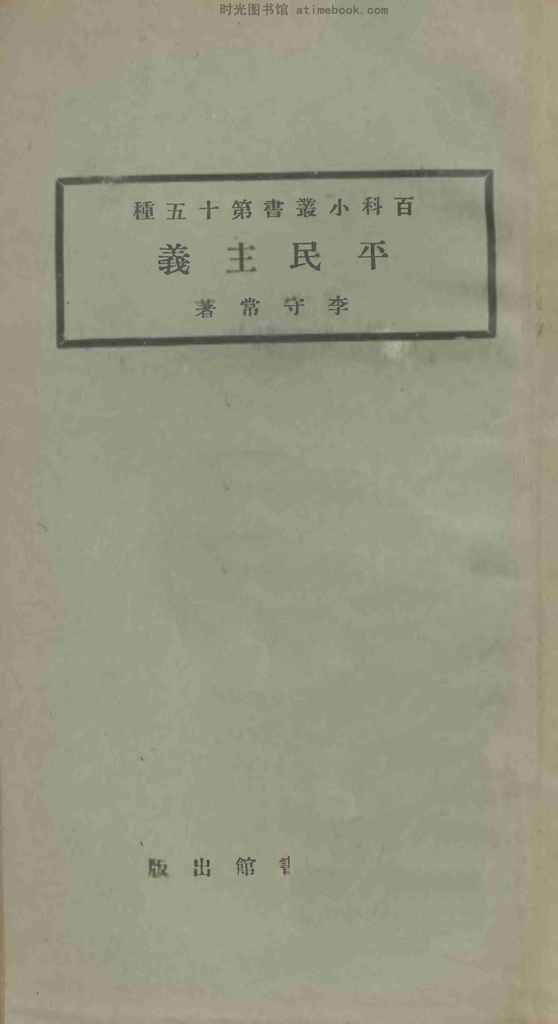 时光图书馆 atimebook.com
百科小叢書第十五種
平民主義
李守常著
館出版